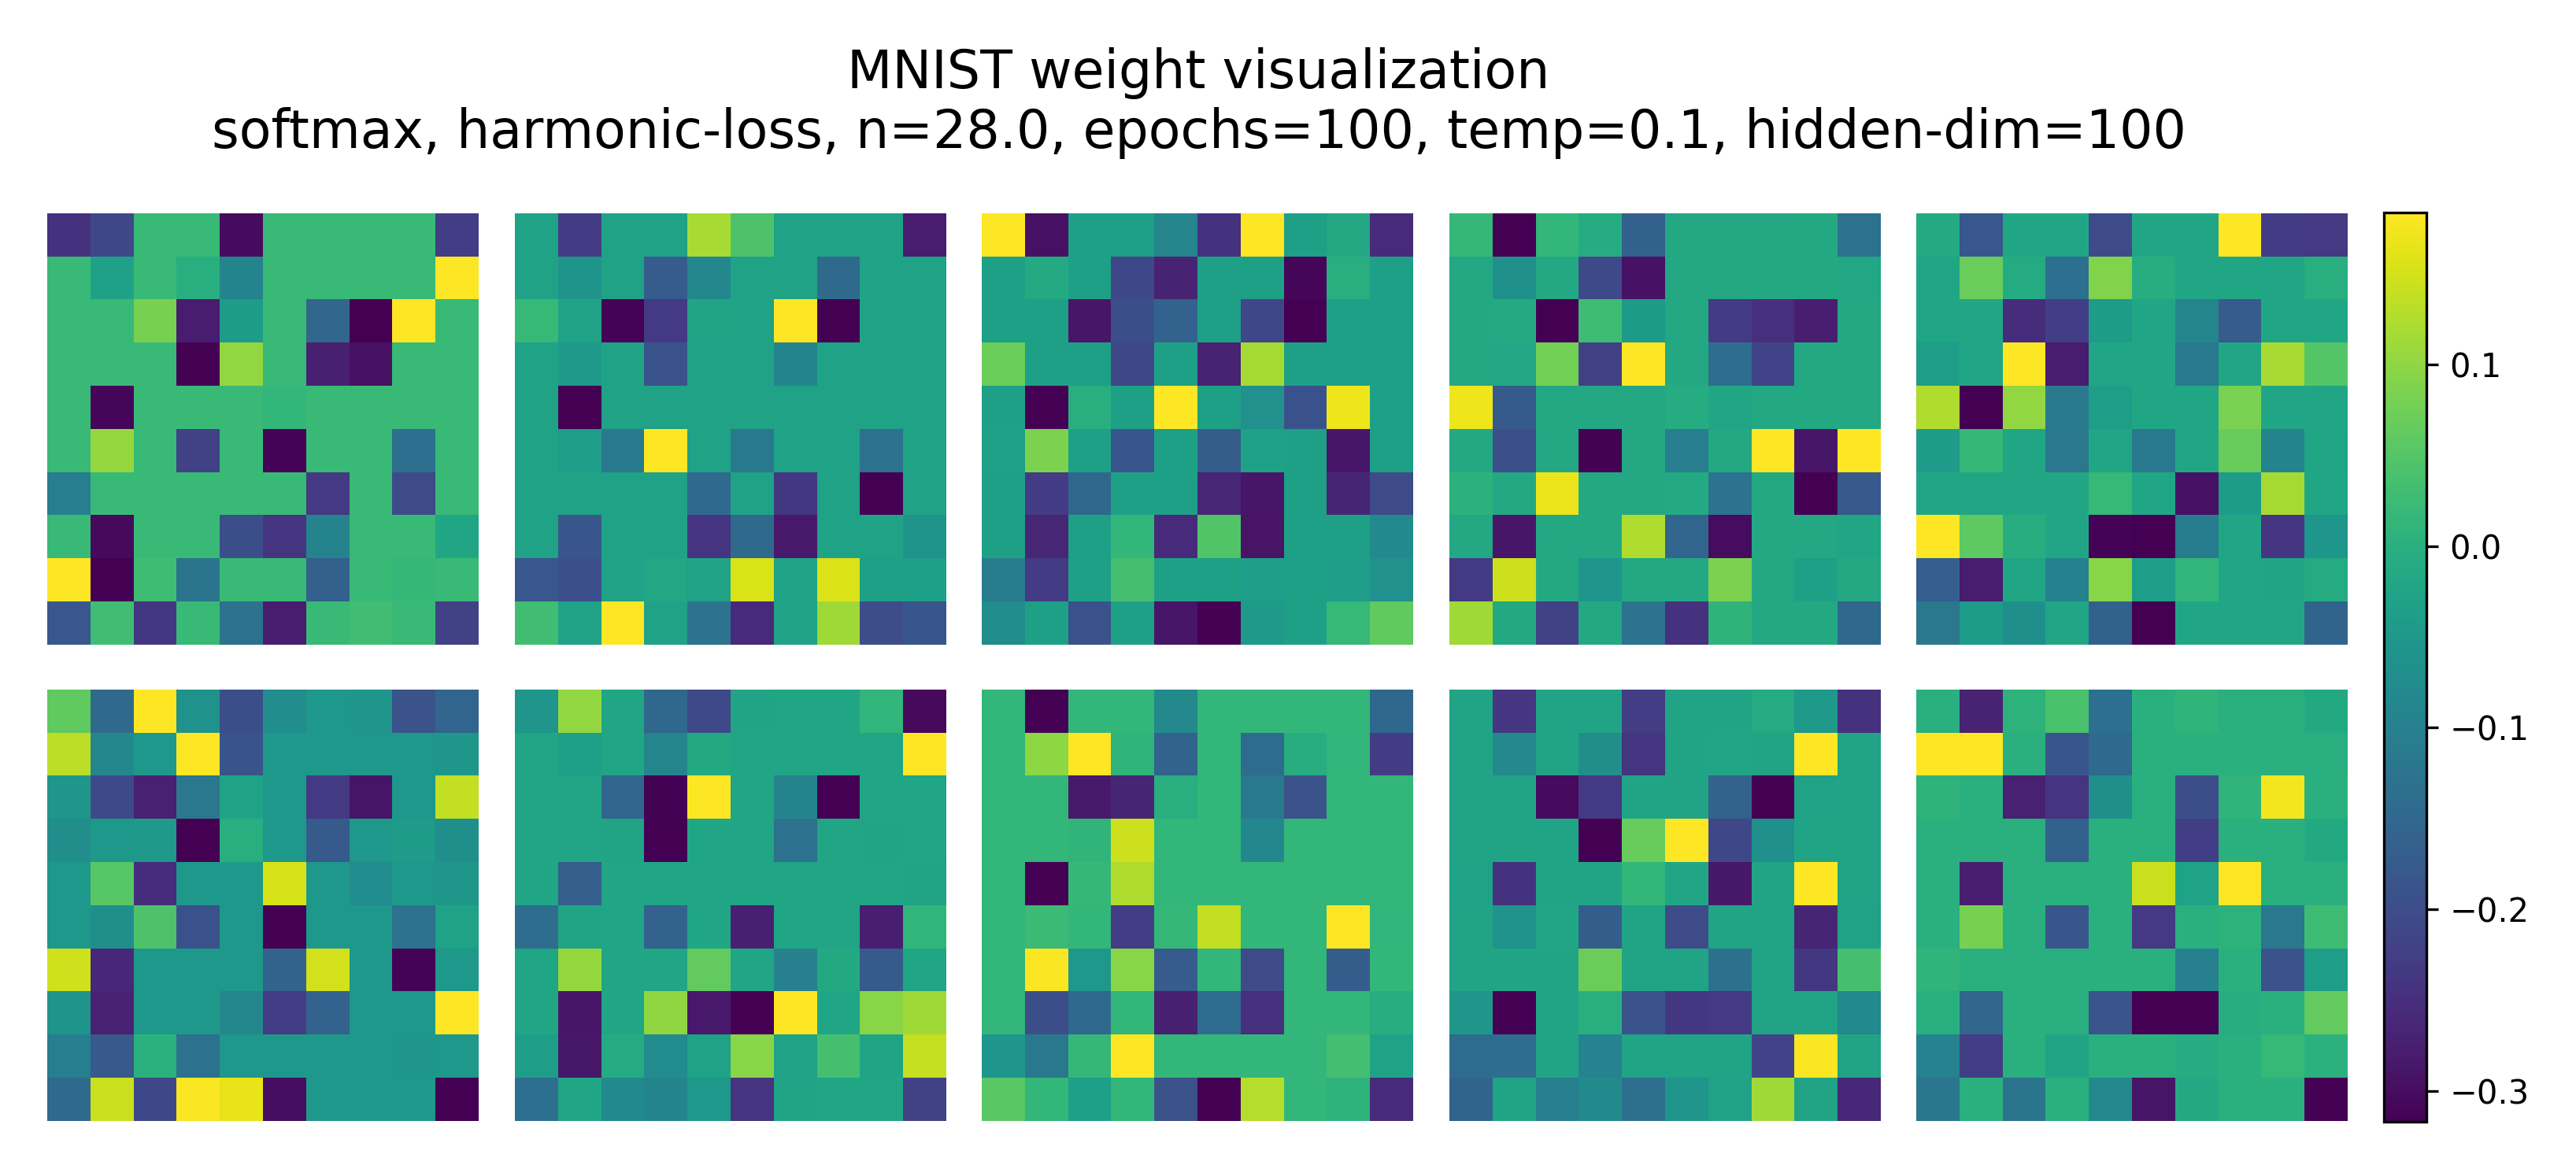 MNIST weight visualization
softmax, harmonic-loss, n=28.0, epochs=100, temp=0.1, hidden-dim=100
0.1
0.0
−0.1
−0.2
−0.3